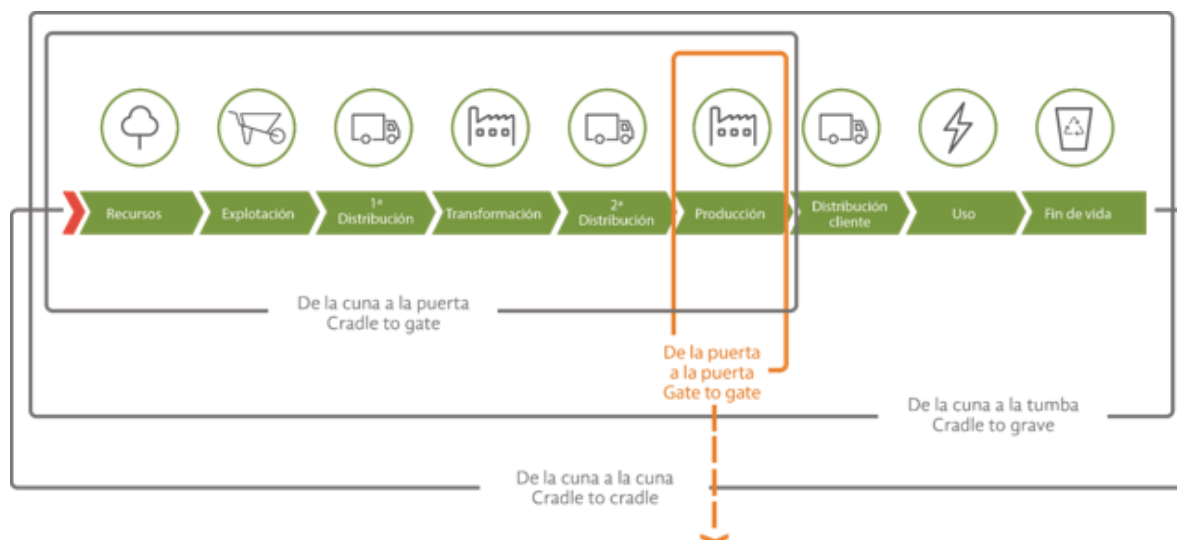 Recursos
Explotación
1ª
Distribución
Transformación
2ª
Distribución
Producción
Distribución
cliente
Uso
Fin de vida
De la cuna a la puerta
Cradle to gate
De la puerta
a la puerta
Gate to gate
De la cuna a la tumba
Cradle to grave
De la cuna a la cuna
Cradle to cradle